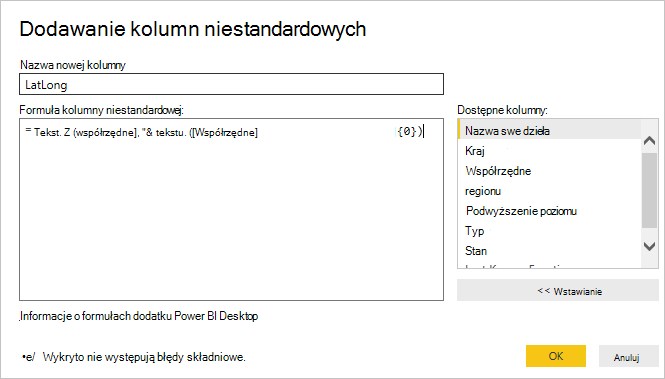 Dodawanie kolumn niestandardowych
Nazwa nowej kolumny
LatLong
Formuła kolumny niestandardowej:
Dostępne kolumny:
= Tekst. Z (współrzędne], "& tekstu. ([Współrzędne] {0})
Nazwa swe dzieła
Kraj
Współrzędne
regionu
Podwyższenie poziomu
Typ
Stan
<< Wstawianie
Informacje o formułach dodatku Power BI Desktop
•e/ Wykryto nie występują błędy składniowe.
OK
Anuluj